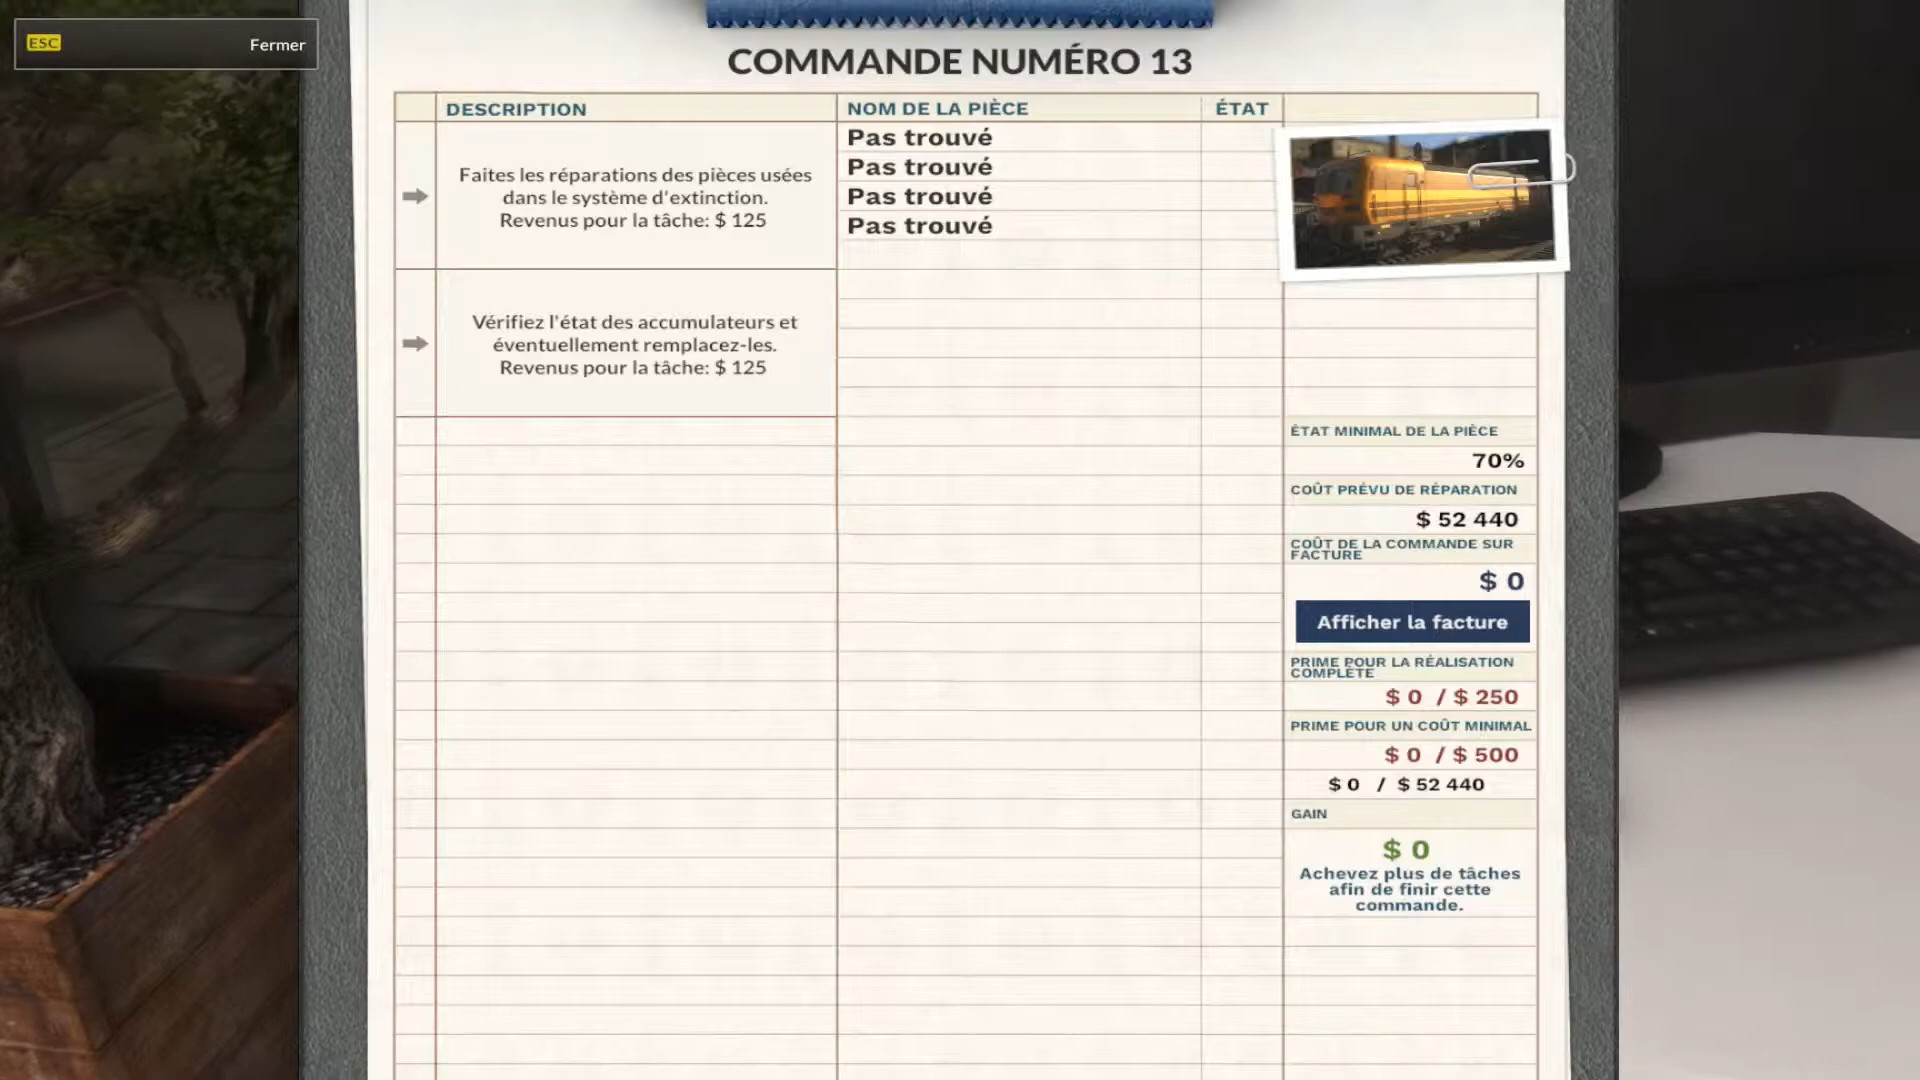 ESC Fermer
COMMANDE NUMÉRO 13
DESCRIPTION
NOM DE LA PIÈCE
ÉTAT
Faites les réparations des pièces usées
dans le système d'extinction.
Revenus pour la tâche: $ 125
Pas trouvé
Pas trouvé
Pas trouvé
Pas trouvé
Vérifiez l'état des accumulateurs et
éventuellement remplacez-les.
Revenus pour la tâche: $ 125
ÉTAT MINIMAL DE LA PIÈCE
70%
COÛT PRÉVU DE RÉPARATION
$ 52 440
COÛT DE LA COMMANDE SUR
FACTURE
$ 0
Afficher la facture
PRIME POUR LA RÉALISATION
COMPLÈTE
$ 0 / $ 250
PRIME POUR UN COÛT MINIMAL
$ 0 / $ 500
$ 0 / $ 52 440
GAIN
$ 0
Achevez plus de tâches
afin de finir cette
commande.